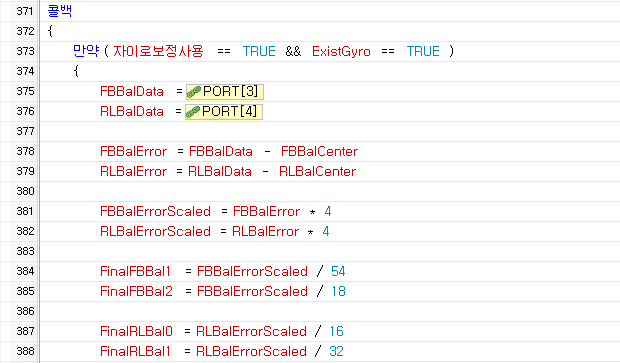 371 콜백
372 {
373 만약 ( 자이로보정사용 == TRUE && ExistGyro == TRUE )
374 {
375 FBBalData = PORT[3]
376 RLBalData = PORT[4]
377
378 FBBalError = FBBalData - FBBalCenter
379 RLBalError = RLBalData - RLBalCenter
380
381 FBBalErrorScaled = FBBalError * 4
382 RLBalErrorScaled = RLBalError * 4
383
384 FinalFBBal1 = FBBalErrorScaled / 54
385 FinalFBBal2 = FBBalErrorScaled / 18
386
387 FinalRLBal0 = RLBalErrorScaled / 16
388 FinalRLBal1 = RLBalErrorScaled / 32